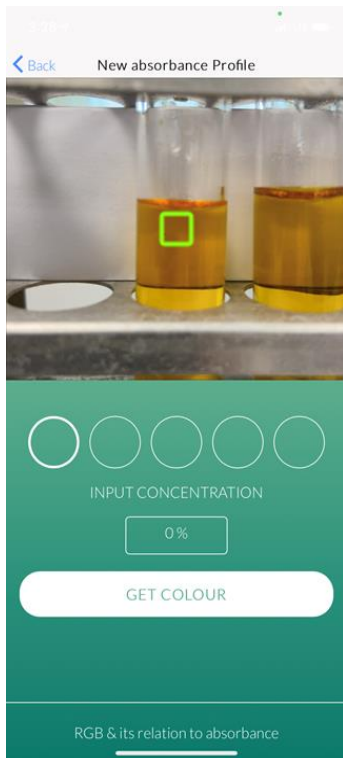 Back
New absorbance Profile
INPUT CONCENTRATION
0 %
GET COLOUR
RGB & its relation to absorbance